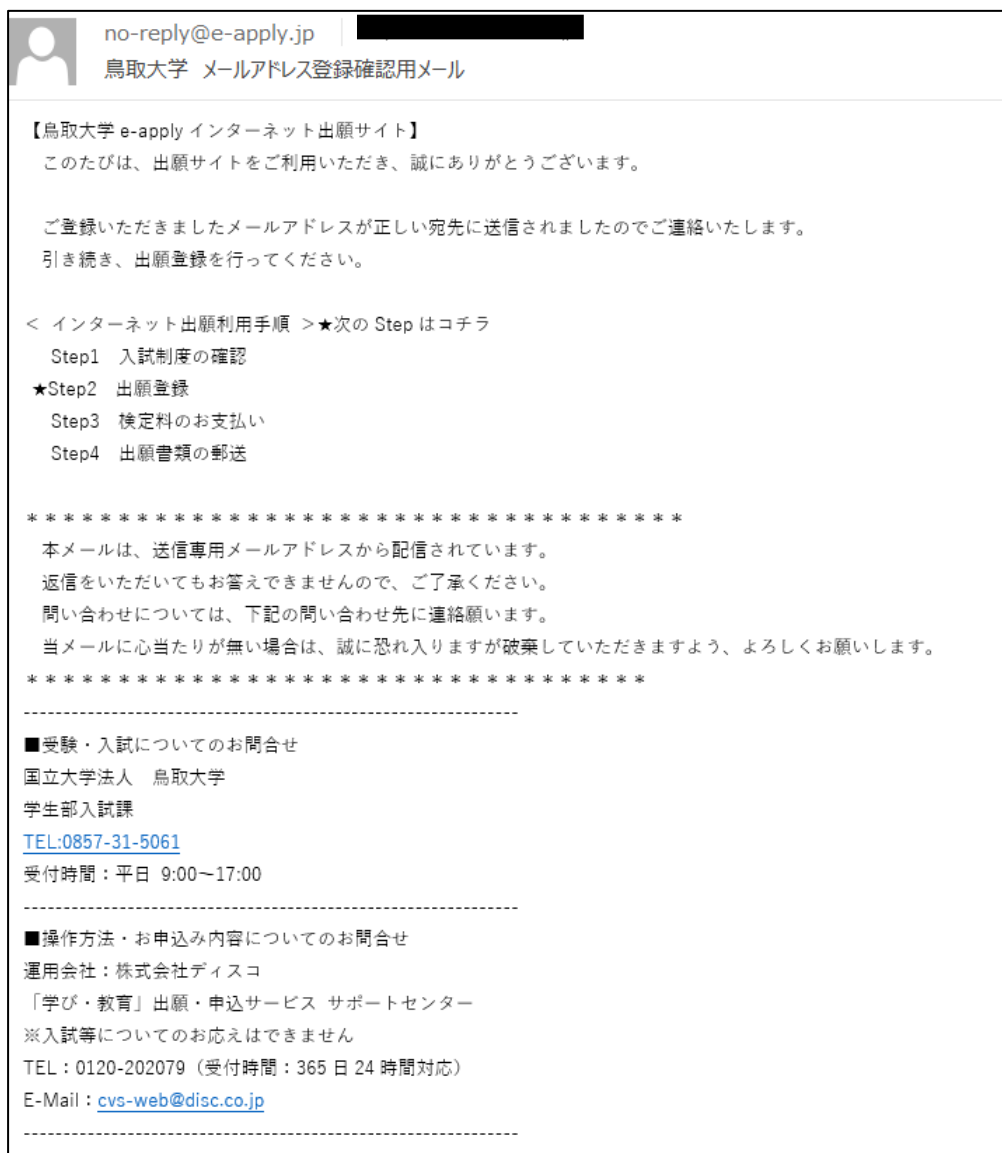 no-reply@e-apply.jp
鳥取大学 メールアドレス登録確認用メール
【鳥取大学 e-apply インターネット出願サイト】
このたびは、出願サイトをご利用いただき、誠にありがとうございます。
ご登録いただきましたメールアドレスが正しい宛先に送信されましたのでご連絡いたします。
引き続き、出願登録を行ってください。
< インターネット出願利用手順 >★次の Step はコチラ
Step1 入試制度の確認
★Step2 出願登録
Step3 検定料のお支払い
Step4 出願書類の郵送
＊＊＊＊＊＊＊＊＊＊＊＊＊＊＊＊＊＊＊＊＊＊＊＊＊＊＊＊＊＊＊＊＊＊＊＊
本メールは、送信専用メールアドレスから配信されています。
返信をいただいてもお答えできませんので、ご了承ください。
問い合わせについては、下記の問い合わせ先に連絡願います。
当メールに心当たりが無い場合は、誠に恐れ入りますが破棄していただきますよう、よろしくお願いします。
＊＊＊＊＊＊＊＊＊＊＊＊＊＊＊＊＊＊＊＊＊＊＊＊＊＊＊＊＊＊＊＊＊＊
--------------------------------------------------------------
■受験・入試についてのお問合せ
国立大学法人 鳥取大学
学生部入試課
TEL:0857-31-5061
受付時間：平日 9:00～17:00
--------------------------------------------------------------
■操作方法・お申込み内容についてのお問合せ
運用会社：株式会社ディスコ
「学び・教育」出願・申込サービス サポートセンター
※入試等についてのお応えはできません
TEL：0120-202079（受付時間：365 日 24 時間対応）
E-Mail：cvs-web@disc.co.jp
--------------------------------------------------------------